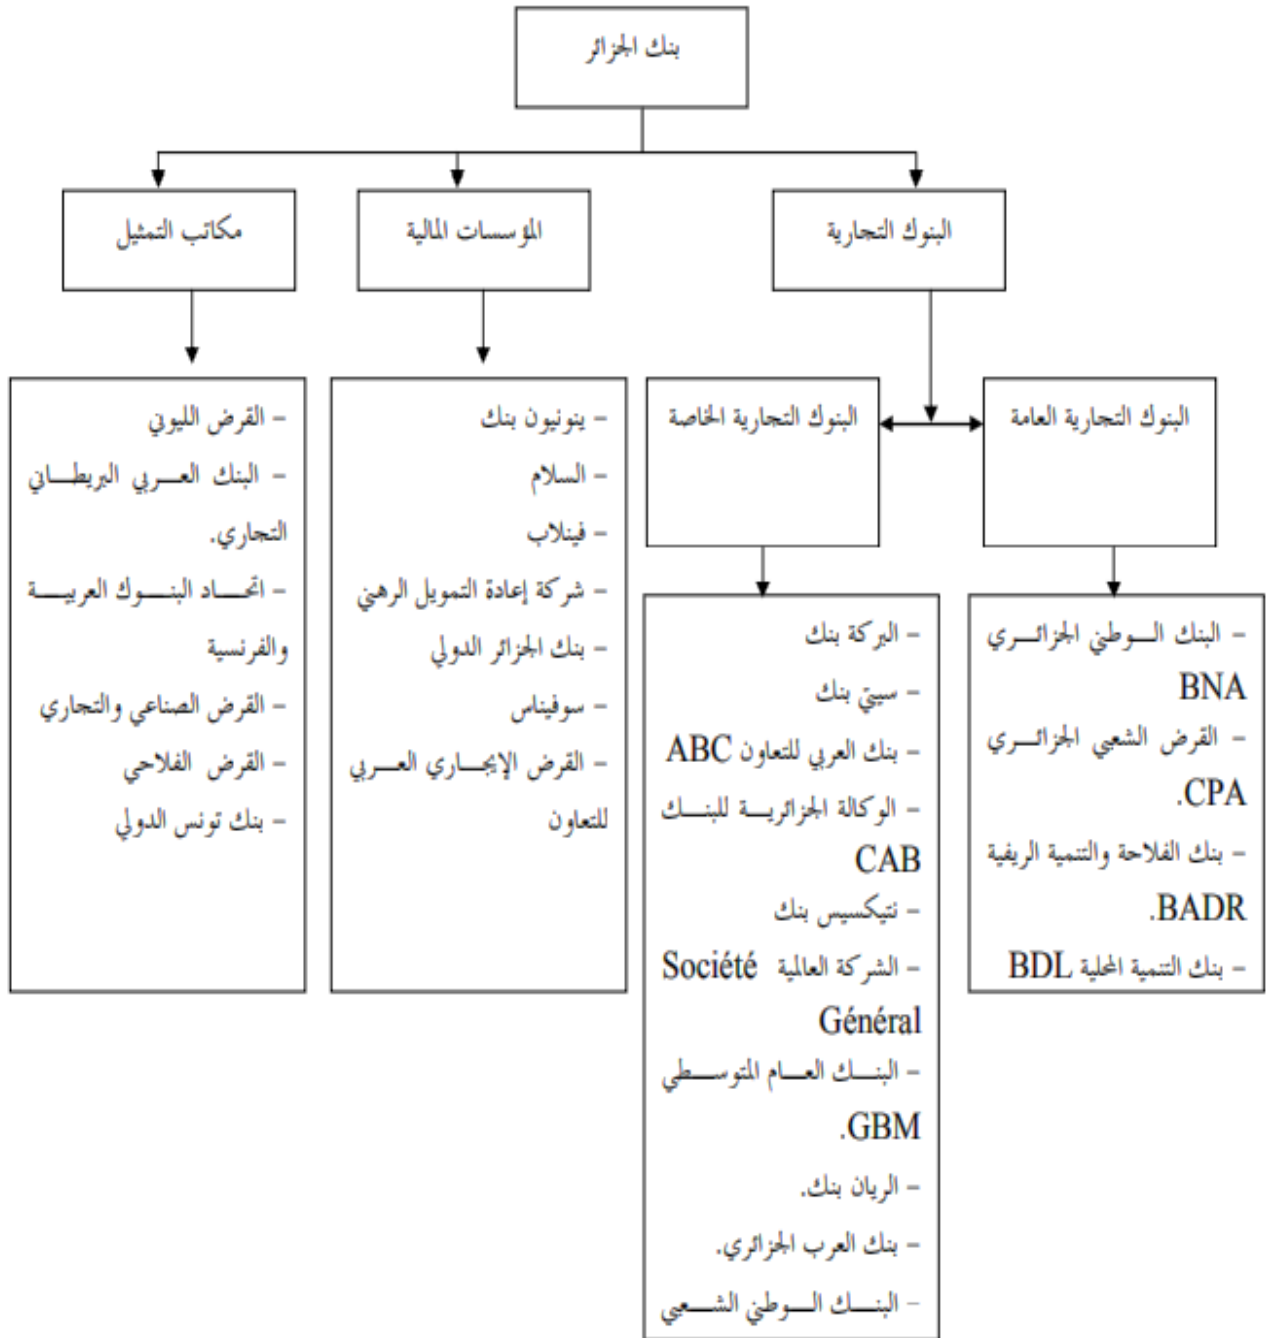 بنك الجزائر
البنوك التجارية
المؤسسات المالية
مكاتب التمثيل
البنوك التجارية العامة
البنوك التجارية الخاصة
– البنك الوطني الجزائري
BNA
– القرض الشعبي الجزائري
CPA.
– بنك الفلاحة والتنمية الريفية
BADR.
– بنك التنمية المحلية BDL
– البركة بنك
– سيتي بنك
– بنك العربي للتعاون ABC
– الوكالة الجزائرية للبنك
CAB
– نتيكسيس بنك
– الشركة العالمية Société
Général
– البنك العام المتوسطي
GBM.
– الريان بنك.
– بنك العرب الجزائري.
– البنك الوطني الشعبي
– ينونيون بنك
– السلام
– فينلاب
– شركة إعادة التمويل الرهني
– بنك الجزائر الدولي
– سوفيناس
– القرض الإيجاري العربي
للتعاون
– القرض الليوني
– البنك العربي البريطاني
التجاري.
– اتحاد البنوك العربية
والفرنسية
– القرض الصناعي والتجاري
– القرض الفلاحي
– بنك تونس الدولي